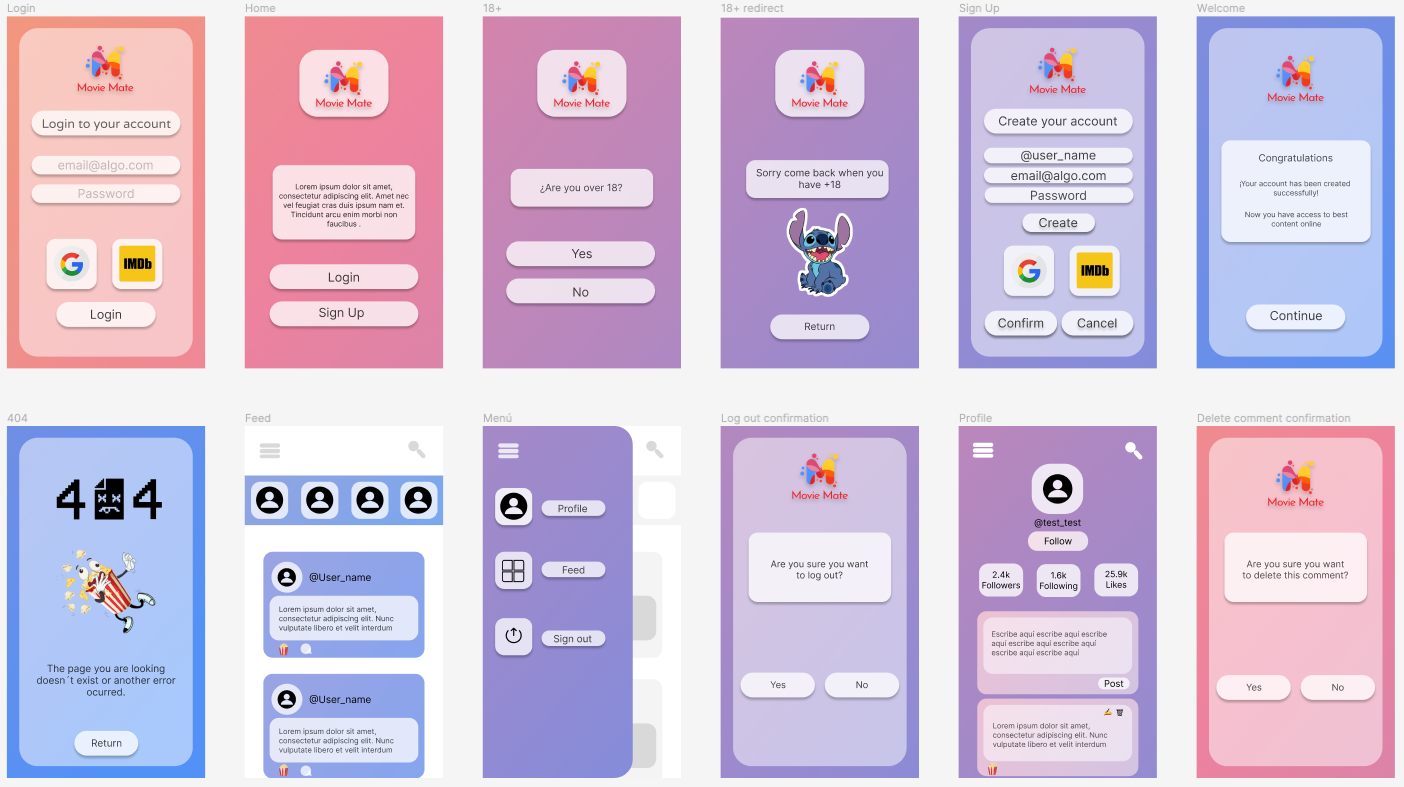 Login
Movie Mate
Login to your account
email@algo.com
Password
IMDb
Login
Home
Movie Mate
Lorem ipsum dolor sit amet,
consectetur adipiscing elit. Amet nec
vel feugiat cras duis ipsum nam et.
Tincidunt arcu enim morbi non
faucibus .
Login
Sign Up
18+
Movie Mate
¿Are you over 18?
Yes
No
18+ redirect
Movie Mate
Sorry come back when you
have +18
Return
Sign Up
Movie Mate
Create your account
@user_name
email@algo.com
Password
Create
IMDb
Confirm
Cancel
Welcome
Movie Mate
Congratulations
¡Your account has been created
successfully!
Now you have access to best
content online
Continue
404
4 4
The page you are looking
doesn´t exist or another error
ocurred.
Return
Feed
@User_name
Lorem ipsum dolor sit amet,
consectetur adipiscing elit. Nunc
vulputate libero et velit interdum
@User_name
Lorem ipsum dolor sit amet,
consectetur adipiscing elit. Nunc
vulputate libero et velit interdum
Menú
Profile
Feed
Sign out
Log out confirmation
Movie Mate
Are you sure you want
to log out?
Yes
No
Profile
@test_test
Follow
2.4k
Followers
1.6k
Following
25.9k
Likes
Escribe aquí escribe aquí escribe
aquí escribe aquí escribe aquí
escribe aquí escribe aquí
Post
Lorem ipsum dolor sit amet,
consectetur adipiscing elit. Nunc
vulputate libero et velit interdum
Delete comment confirmation
Movie Mate
Are you sure you want
to delete this comment?
Yes
No